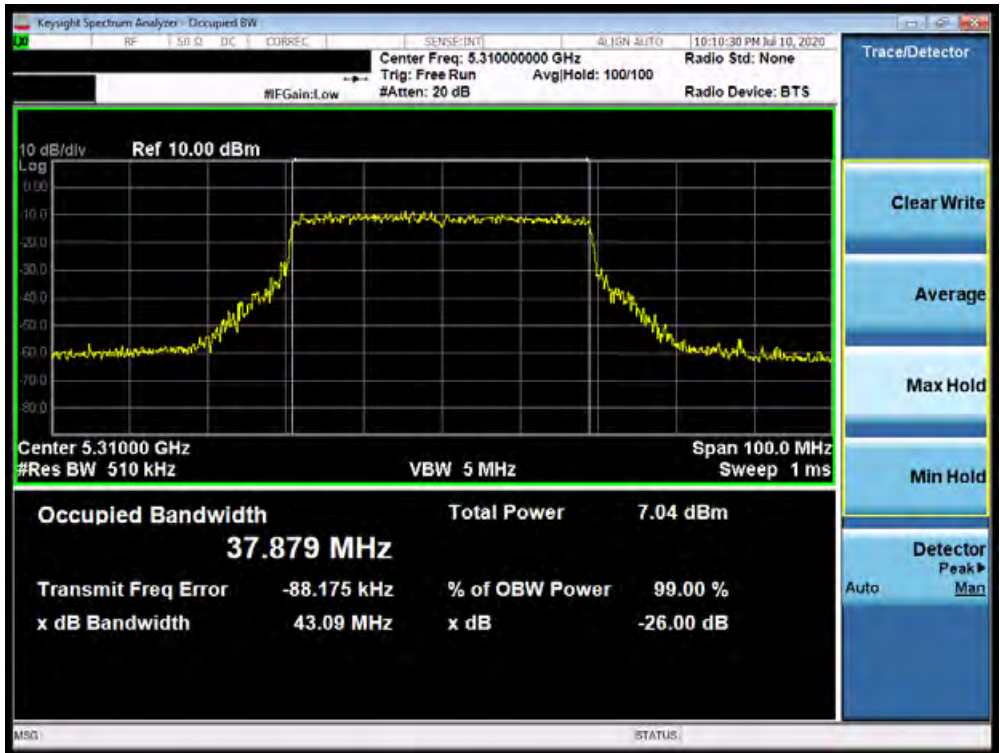 Keysight Spectrum Analyzer - Occupied BW
RF 50 Ω DC CORREC SENSE:INT ALIGN AUTO 10:10:30 PM Jul 10, 2020
Center Freq: 5.310000000 GHz Radio Std: None
Trig: Free Run Avg|Hold: 100/100
#IFGain:Low #Atten: 20 dB Radio Device: BTS
10 dB/div Ref 10.00 dBm
Log
0.00
-10.0
-20.0
-30.0
-40.0
-50.0
-60.0
-70.0
-80.0
Center 5.31000 GHz Span 100.0 MHz
#Res BW 510 kHz VBW 5 MHz Sweep 1 ms
Occupied Bandwidth Total Power 7.04 dBm
37.879 MHz
Transmit Freq Error -88.175 kHz % of OBW Power 99.00 %
x dB Bandwidth 43.09 MHz x dB -26.00 dB
Trace/Detector
Clear Write
Average
Max Hold
Min Hold
Detector
Peak▶
Auto Man
MSG STATUS